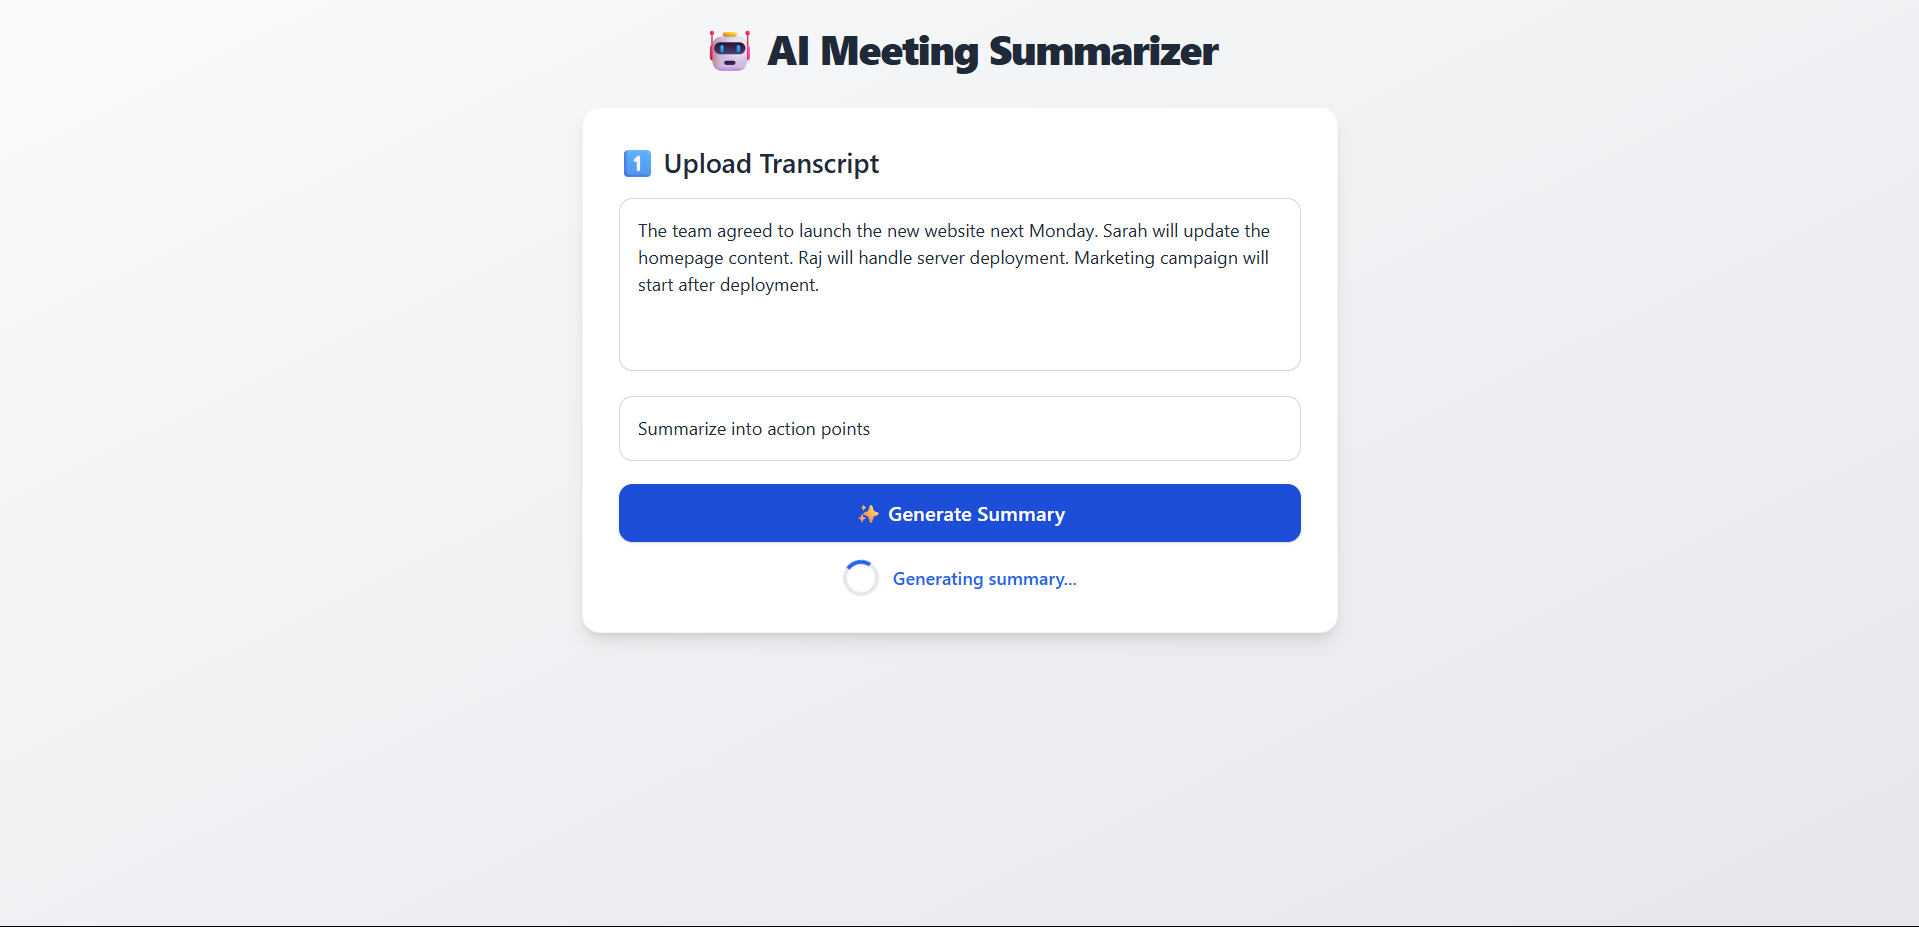 🤖 AI Meeting Summarizer
1️⃣ Upload Transcript
The team agreed to launch the new website next Monday. Sarah will update the
homepage content. Raj will handle server deployment. Marketing campaign will
start after deployment.
Summarize into action points
✨ Generate Summary
Generating summary...